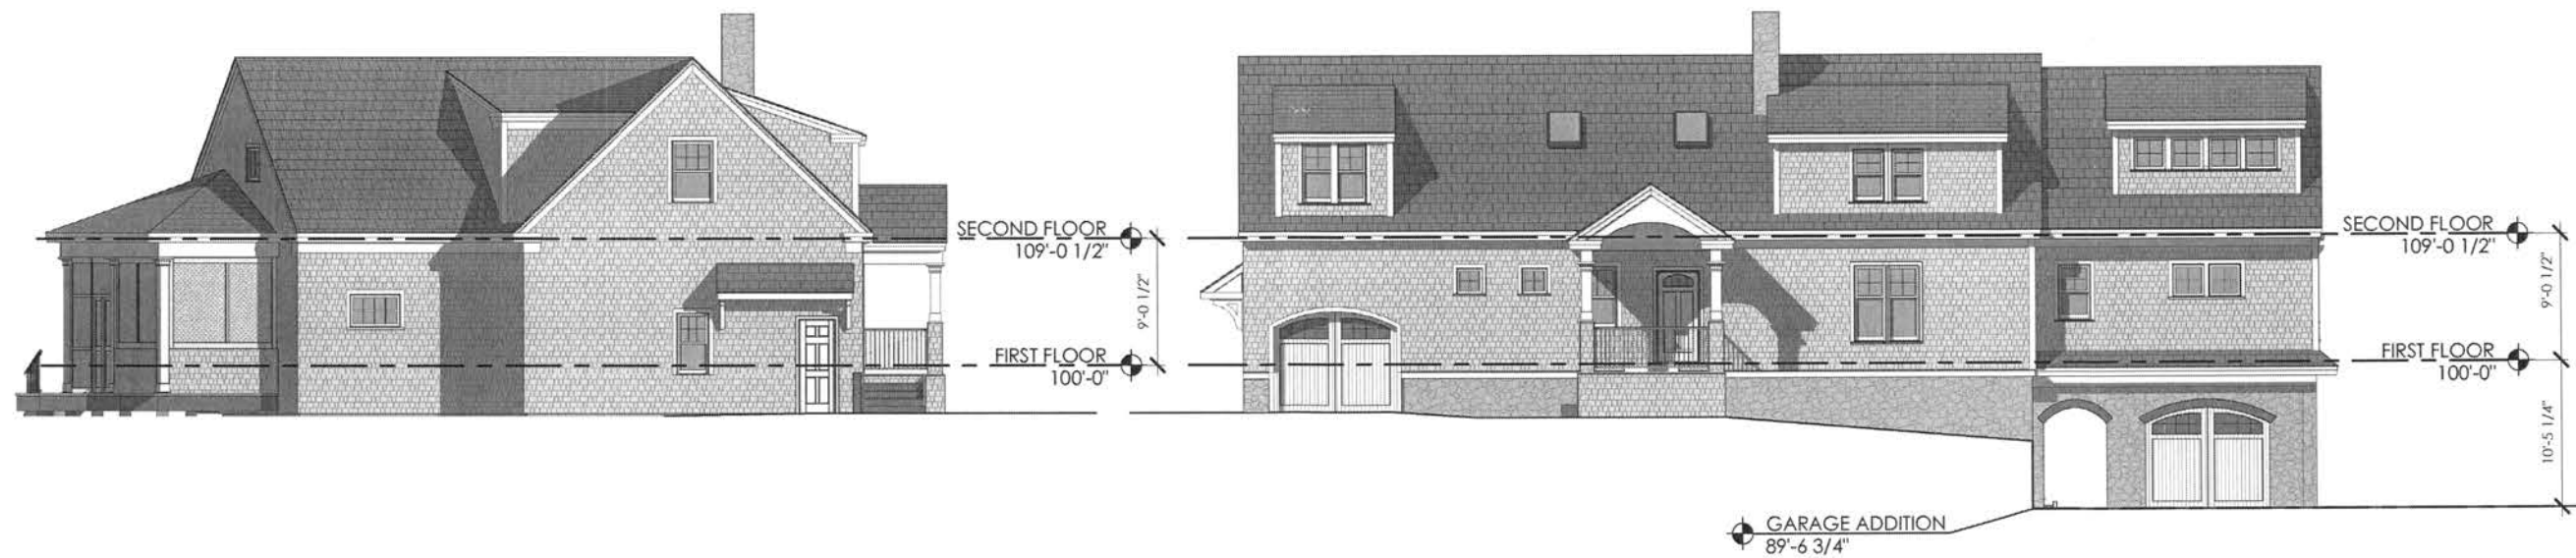 SECOND FLOOR
109'-0 1/2"
9'-0 1/2"
FIRST FLOOR
100'-0"
SECOND FLOOR
109'-0 1/2"
9'-0 1/2"
FIRST FLOOR
100'-0"
10'-5 1/4"
GARAGE ADDITION
89'-6 3/4"